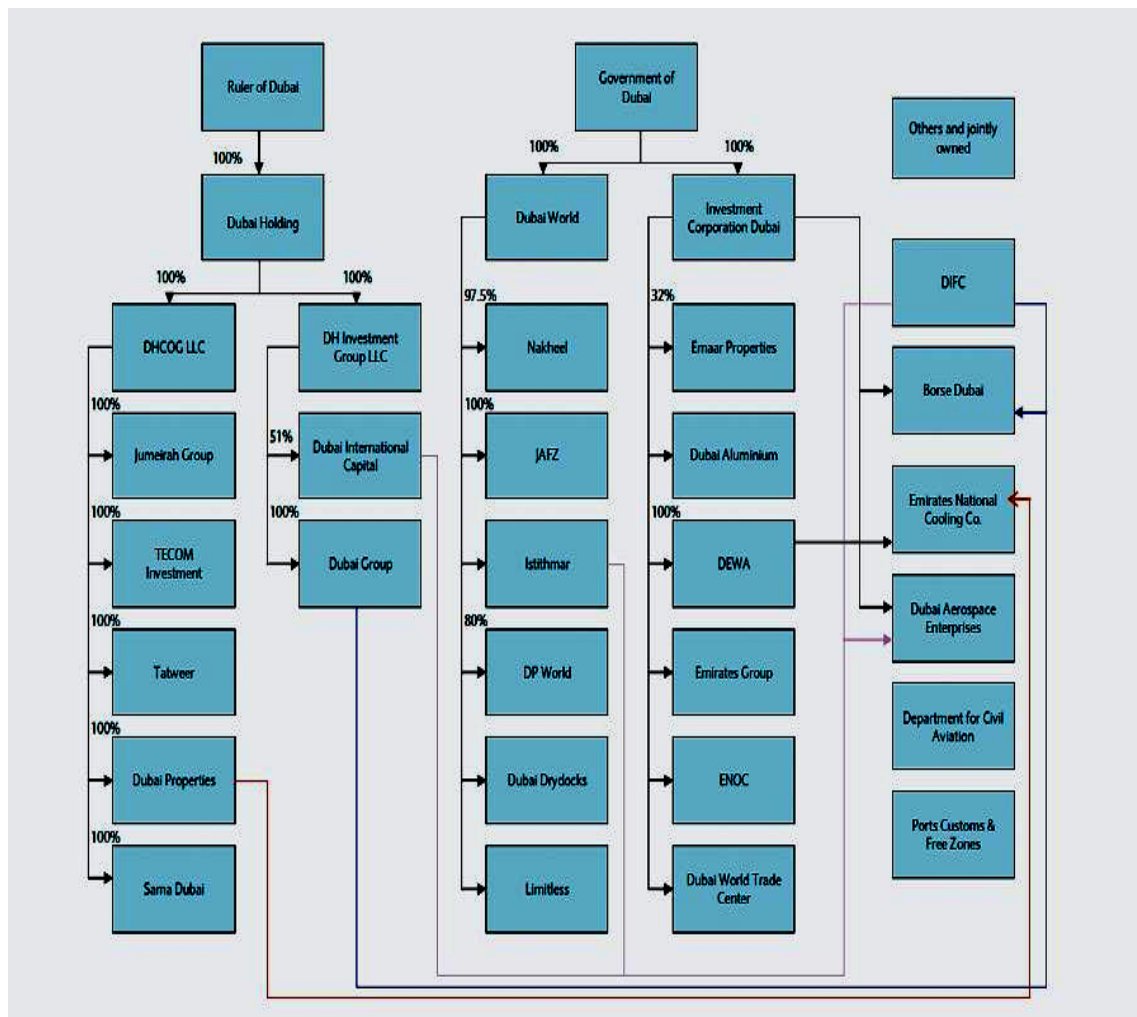 Ruler of Dubai
100%
Dubai Holding
100%
100%
DHCOG LLC
100%
Jumeirah Group
100%
TECOM
Investment
100%
Tatweer
100%
Dubai Properties
100%
Sama Dubai
DH Investment
Group LLC
51%
Dubai International
Capital
100%
Dubai Group
Government of
Dubai
100%
100%
Dubai World
97.5%
Nakheel
100%
JAFZ
Istithmar
80%
DP World
Dubai Drydocks
Limitless
Investment
Corporation Dubai
32%
Emaar Properties
Dubai Aluminium
100%
DEWA
Emirates Group
ENOC
Dubai World Trade
Center
Others and jointly
owned
DIFC
Borse Dubai
Emirates National
Cooling Co.
Dubai Aerospace
Enterprises
Department for Civil
Aviation
Ports Customs &
Free Zones